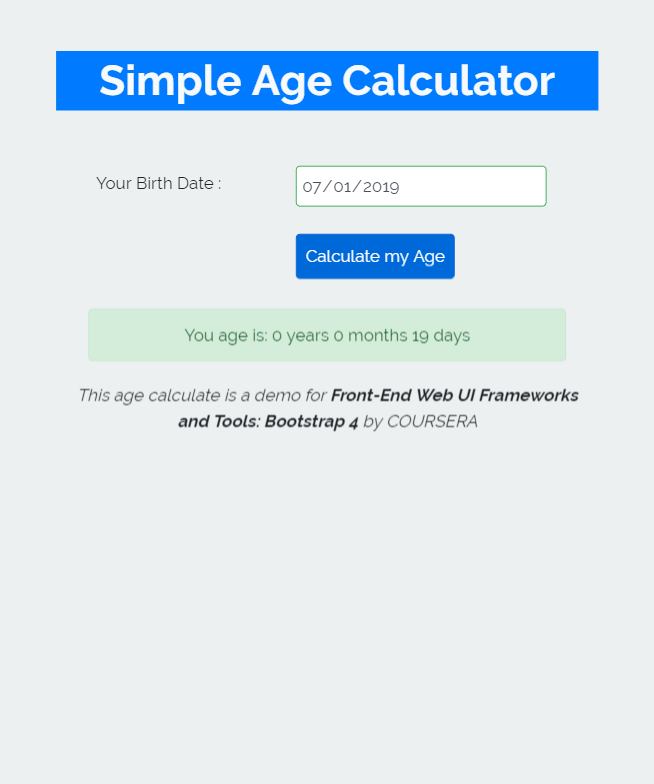 Simple Age Calculator
Your Birth Date :
07/01/2019
Calculate my Age
You age is: 0 years 0 months 19 days
This age calculate is a demo for Front-End Web UI Frameworks
and Tools: Bootstrap 4 by COURSERA